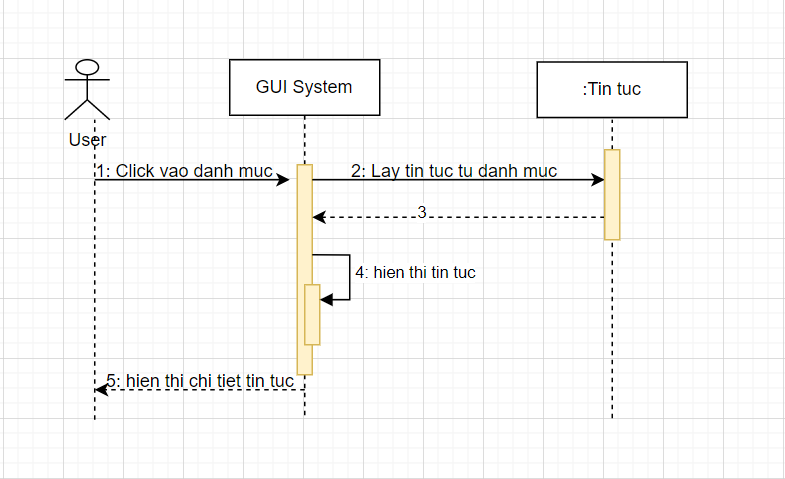 GUI System
:Tin tuc
User
1: Click vao danh muc
2: Lay tin tuc tu danh muc
3
4: hien thi tin tuc
5: hien thi chi tiet tin tuc